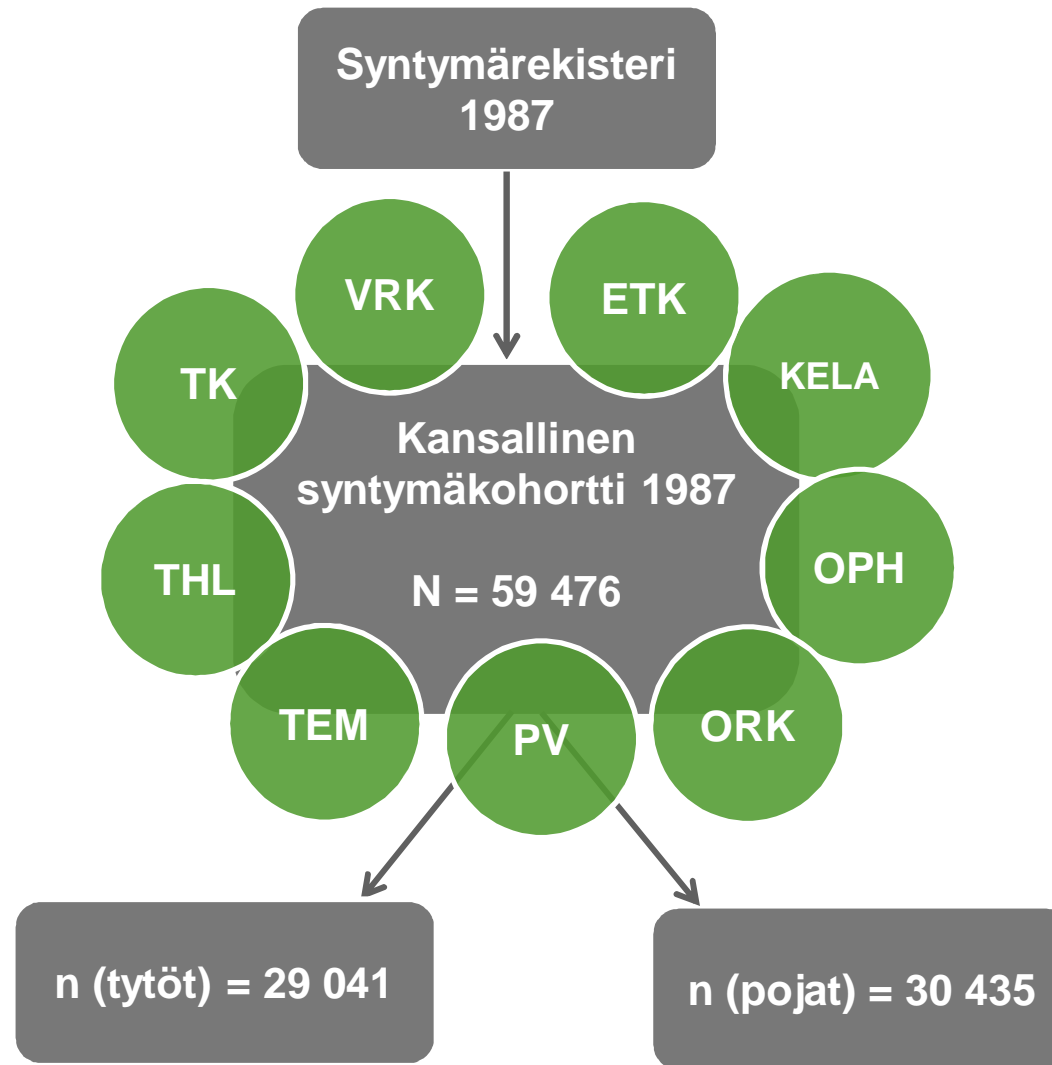 Syntymärekisteri
1987
VRK
ETK
TK
KELA
Kansallinen
syntymäkohortti 1987
THL
OPH
N = 59 476
TEM
PV
ORK
n (tytöt) = 29 041
n (pojat) = 30 435